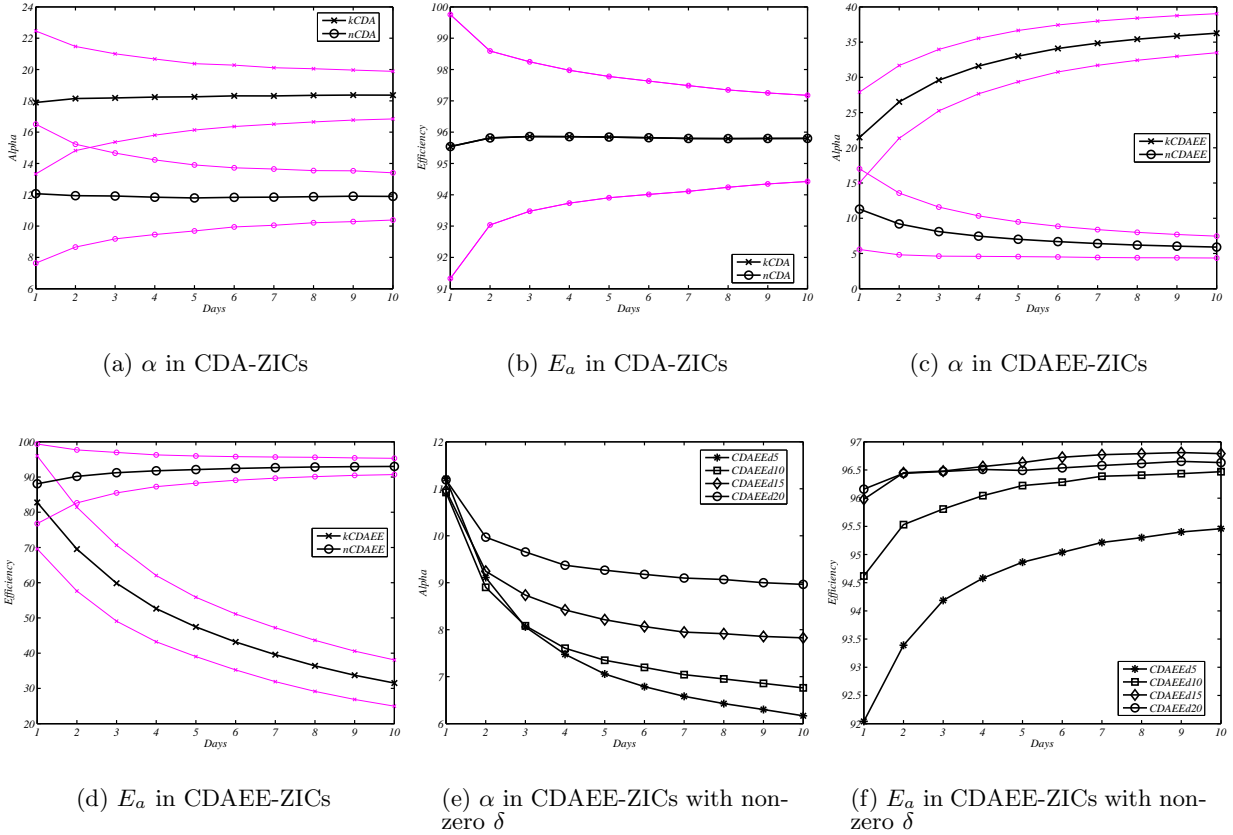 24
22
20
18
16
14
12
10
8
6
Alpha
kCDA
nCDA
1 2 3 4 5 6 7 8 9 10
Days
(a) α in CDA-ZICs
100
99
98
97
96
95
94
93
92
91
Efficiency
kCDA
nCDA
1 2 3 4 5 6 7 8 9 10
Days
(b) Ea in CDA-ZICs
40
35
30
25
20
15
10
5
0
Alpha
kCDAEE
nCDAEE
1 2 3 4 5 6 7 8 9 10
Days
(c) α in CDAEE-ZICs
100
90
80
70
60
50
40
30
20
Efficiency
kCDAEE
nCDAEE
1 2 3 4 5 6 7 8 9 10
Days
(d) Ea in CDAEE-ZICs
12
11
10
9
8
7
6
Alpha
CDAEEd5
CDAEEd10
CDAEEd15
CDAEEd20
1 2 3 4 5 6 7 8 9 10
Days
(e) α in CDAEE-ZICs with non-
zero δ
97
96.5
96
95.5
95
94.5
94
93.5
93
92.5
92
Efficiency
CDAEEd5
CDAEEd10
CDAEEd15
CDAEEd20
1 2 3 4 5 6 7 8 9 10
Days
(f) Ea in CDAEE-ZICs with non-
zero δ